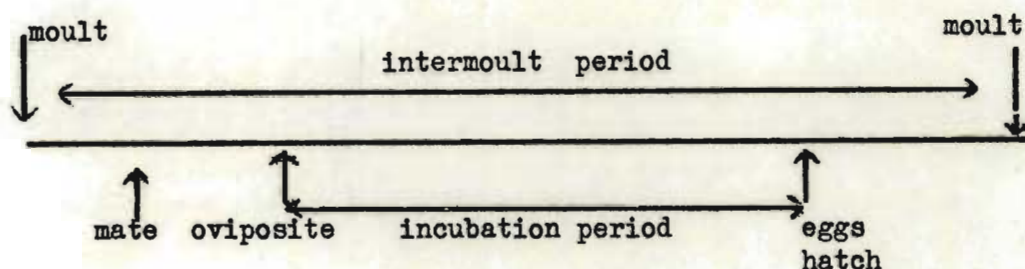 moult
moult
intermoult period
mate oviposite incubation period eggs
hatch